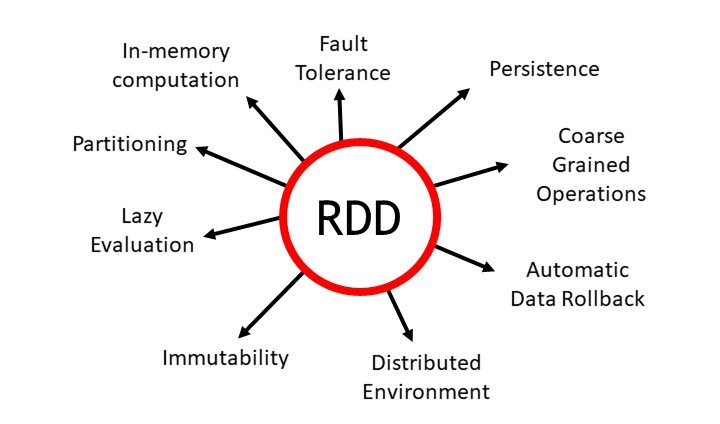 In-memory
computation
Fault
Tolerance
Persistence
Partitioning
Coarse
Grained
Operations
RDD
Lazy
Evaluation
Automatic
Data Rollback
Immutability
Distributed
Environment